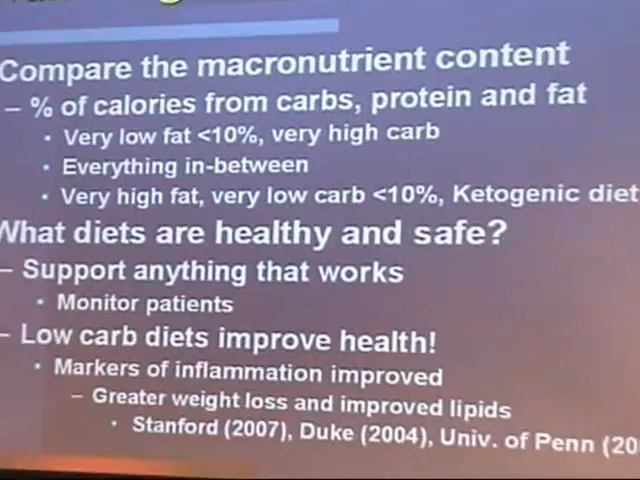 Compare the macronutrient content
– % of calories from carbs, protein and fat
• Very low fat <10%, very high carb
• Everything in-between
• Very high fat, very low carb <10%, Ketogenic diet
What diets are healthy and safe?
– Support anything that works
• Monitor patients
– Low carb diets improve health!
• Markers of inflammation improved
– Greater weight loss and improved lipids
• Stanford (2007), Duke (2004), Univ. of Penn (20